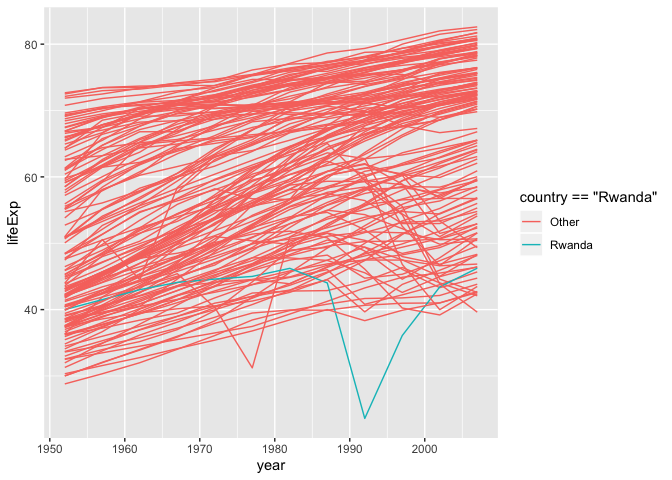 80
60
40
lifeExp
1950
1960
1970
1980
1990
2000
year
country == "Rwanda"
Other
Rwanda